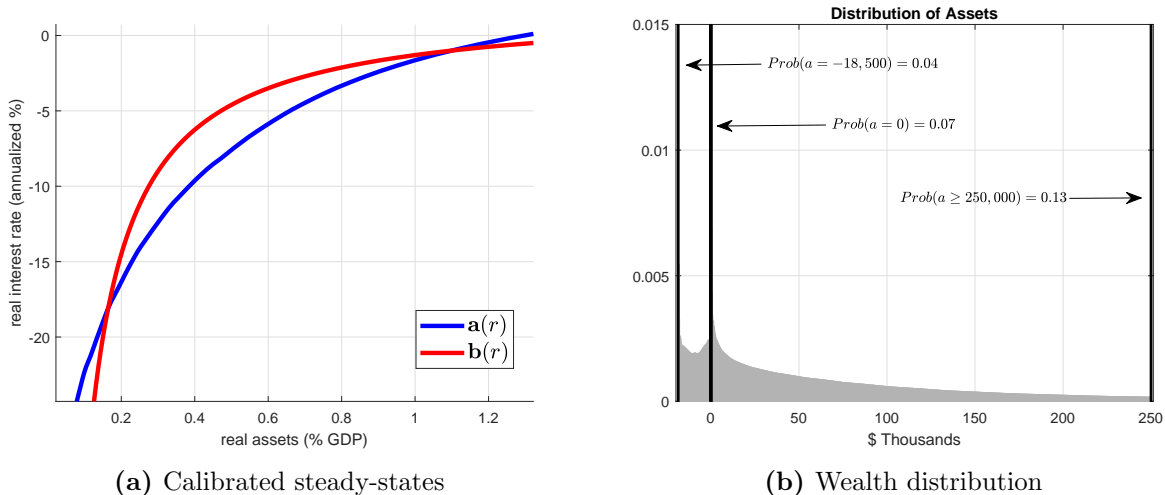 0
-5
-10
-15
-20
real interest rate (annualized %)
0.2 0.4 0.6 0.8 1 1.2
real assets (% GDP)
a(r)
b(r)
(a) Calibrated steady-states
Distribution of Assets
0.015
0.01
0.005
0
Prob(a = −18,500) = 0.04
Prob(a = 0) = 0.07
Prob(a ≥ 250,000) = 0.13
-20 0 50 100 150 200 250
$ Thousands
(b) Wealth distribution